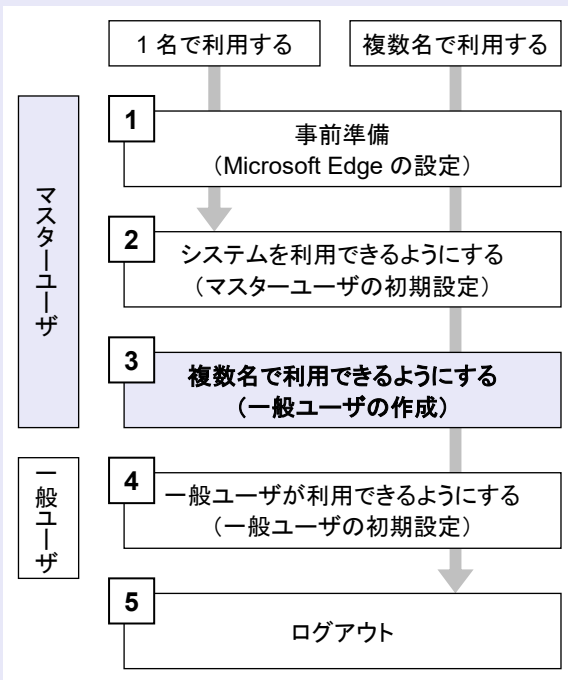 1 名で利用する
複数名で利用する
マスターユーザ
1
事前準備
（Microsoft Edge の設定）
2
システムを利用できるようにする
（マスターユーザの初期設定）
3
複数名で利用できるようにする
（一般ユーザの作成）
一般ユーザ
4
一般ユーザが利用できるようにする
（一般ユーザの初期設定）
5
ログアウト